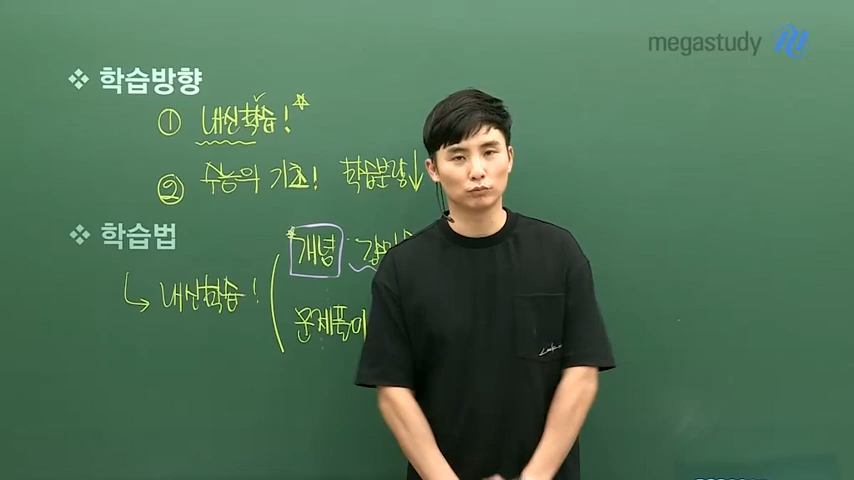 megastudy
❖ 학습방향
① 내신학습!
② 수능의 기초! 학습분량↓
❖ 학습법
개념
↳ 내신학습!
문제풀이